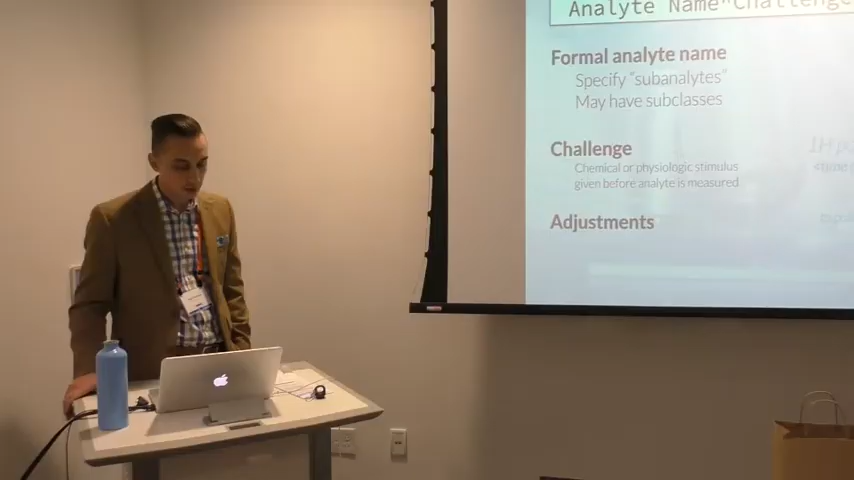 Analyte Name^Challenge
Formal analyte name
Specify "subanalytes"
May have subclasses
Challenge
Chemical or physiologic stimulus
given before analyte is measured
Adjustments